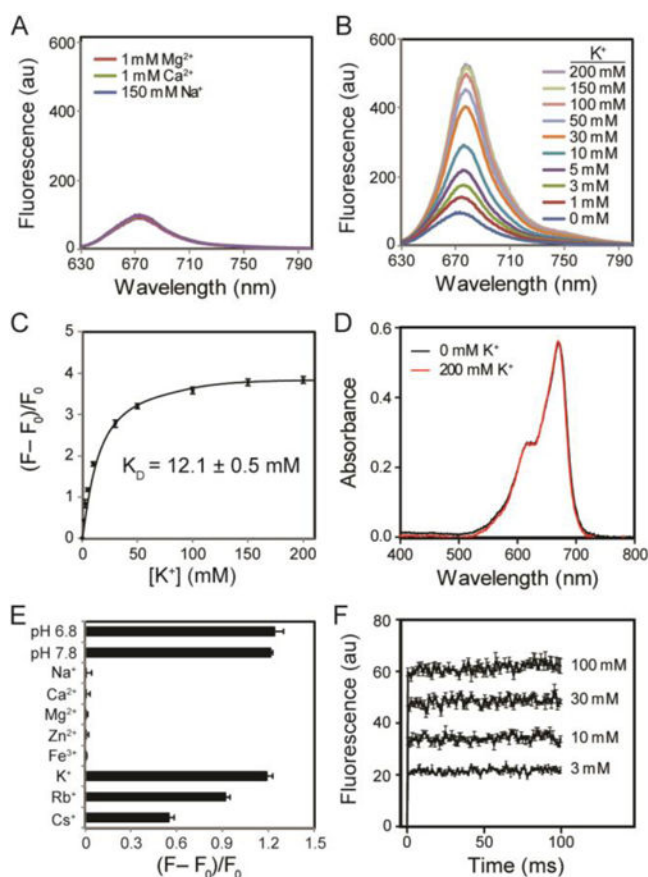 A
Fluorescence (au)
600
400
200
0
1 mM Mg²⁺
1 mM Ca²⁺
150 mM Na⁺
630 670 710 750 790
Wavelength (nm)
B
Fluorescence (au)
600
400
200
0
K⁺
200 mM
150 mM
100 mM
50 mM
30 mM
10 mM
5 mM
3 mM
1 mM
0 mM
630 670 710 750 790
Wavelength (nm)
C
(F– F₀)/F₀
5
4
3
2
1
0
K_D = 12.1 ± 0.5 mM
0 50 100 150 200
[K⁺] (mM)
D
Absorbance
0.6
0.3
0.0
0 mM K⁺
200 mM K⁺
400 500 600 700 800
Wavelength (nm)
E
pH 6.8
pH 7.8
Na⁺
Ca²⁺
Mg²⁺
Zn²⁺
Fe³⁺
K⁺
Rb⁺
Cs⁺
0 0.3 0.6 0.9 1.2 1.5
(F– F₀)/F₀
F
Fluorescence (au)
80
60
40
20
0
100 mM
30 mM
10 mM
3 mM
0 50 100
Time (ms)